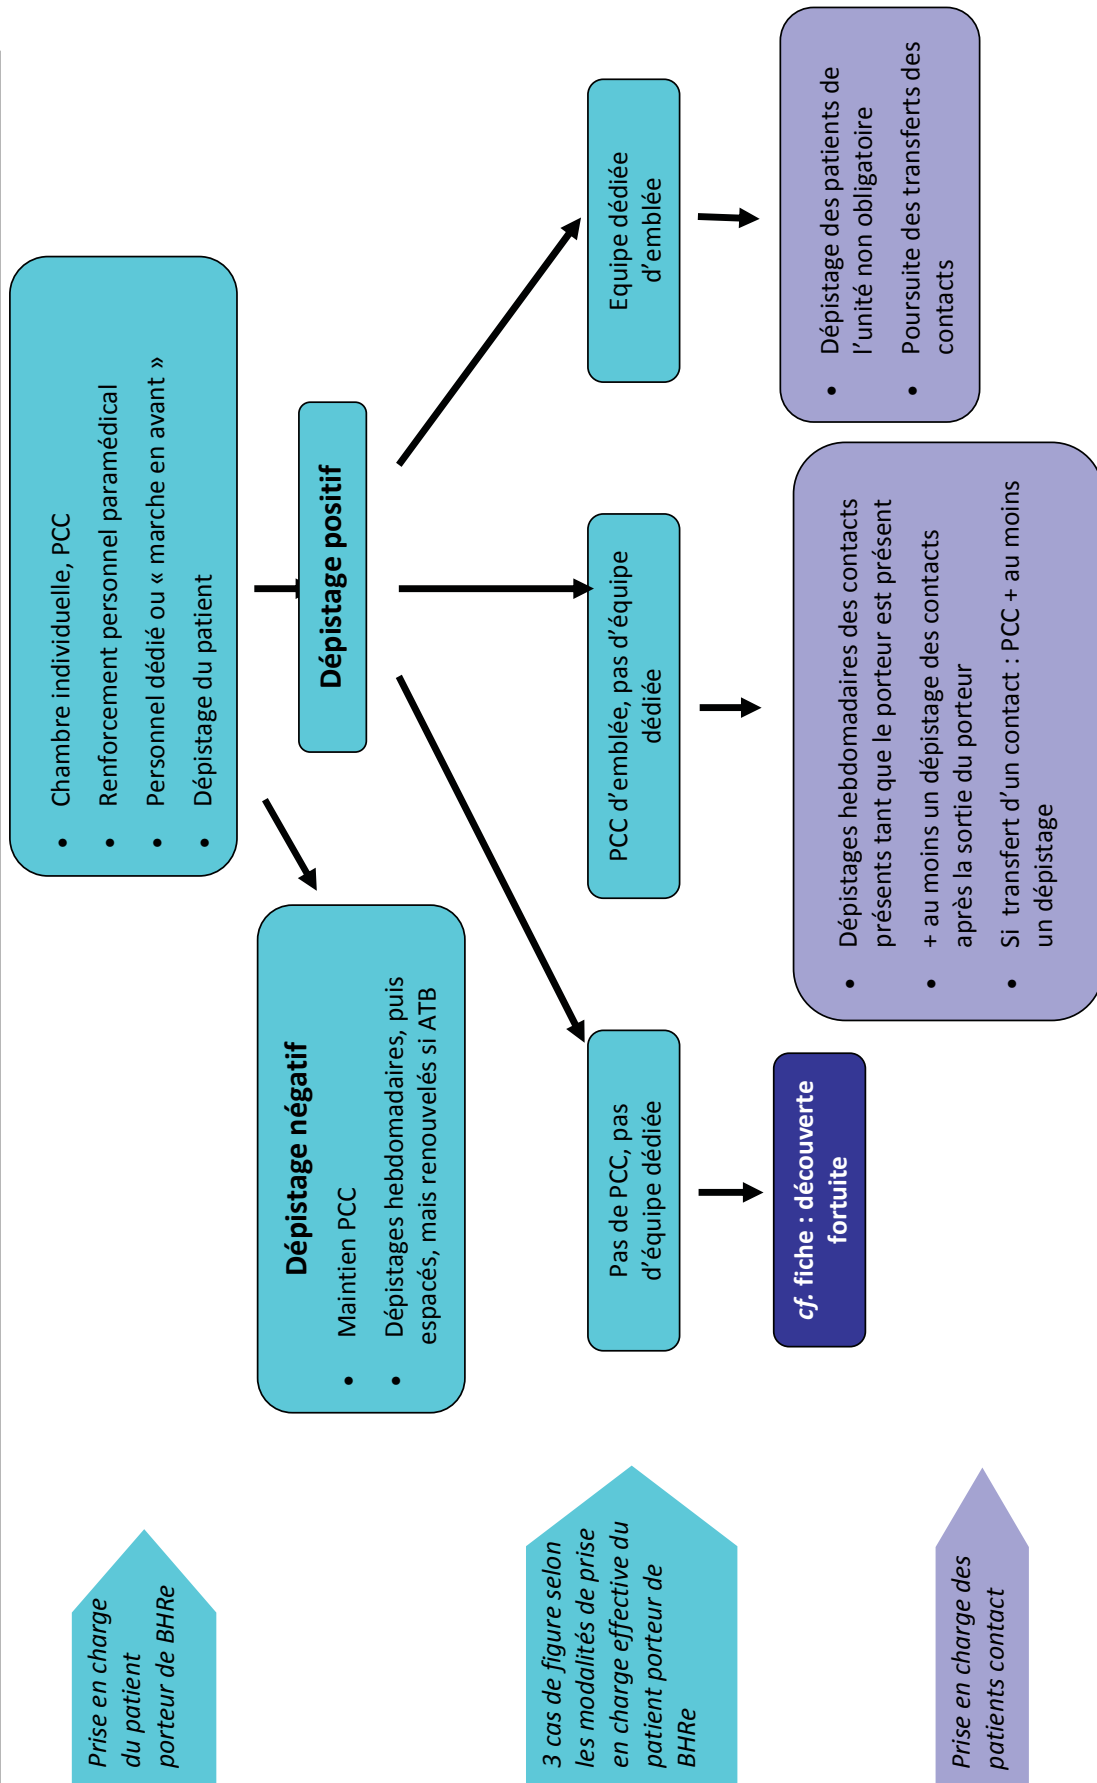 Prise en charge
du patient
porteur de BHRe
• Chambre individuelle, PCC
• Renforcement personnel paramédical
• Personnel dédié ou « marche en avant »
• Dépistage du patient
Dépistage négatif
• Maintien PCC
• Dépistages hebdomadaires, puis
espacés, mais renouvelés si ATB
Dépistage positif
3 cas de figure selon
les modalités de prise
en charge effective du
patient porteur de
BHRe
Pas de PCC, pas
d’équipe dédiée
PCC d’emblée, pas d’équipe
dédiée
Equipe dédiée
d’emblée
Prise en charge des
patients contact
cf. fiche : découverte
fortuite
• Dépistages hebdomadaires des contacts
présents tant que le porteur est présent
• + au moins un dépistage des contacts
après la sortie du porteur
• Si transfert d’un contact : PCC + au moins
un dépistage
• Dépistage des patients de
l’unité non obligatoire
• Poursuite des transferts des
contacts